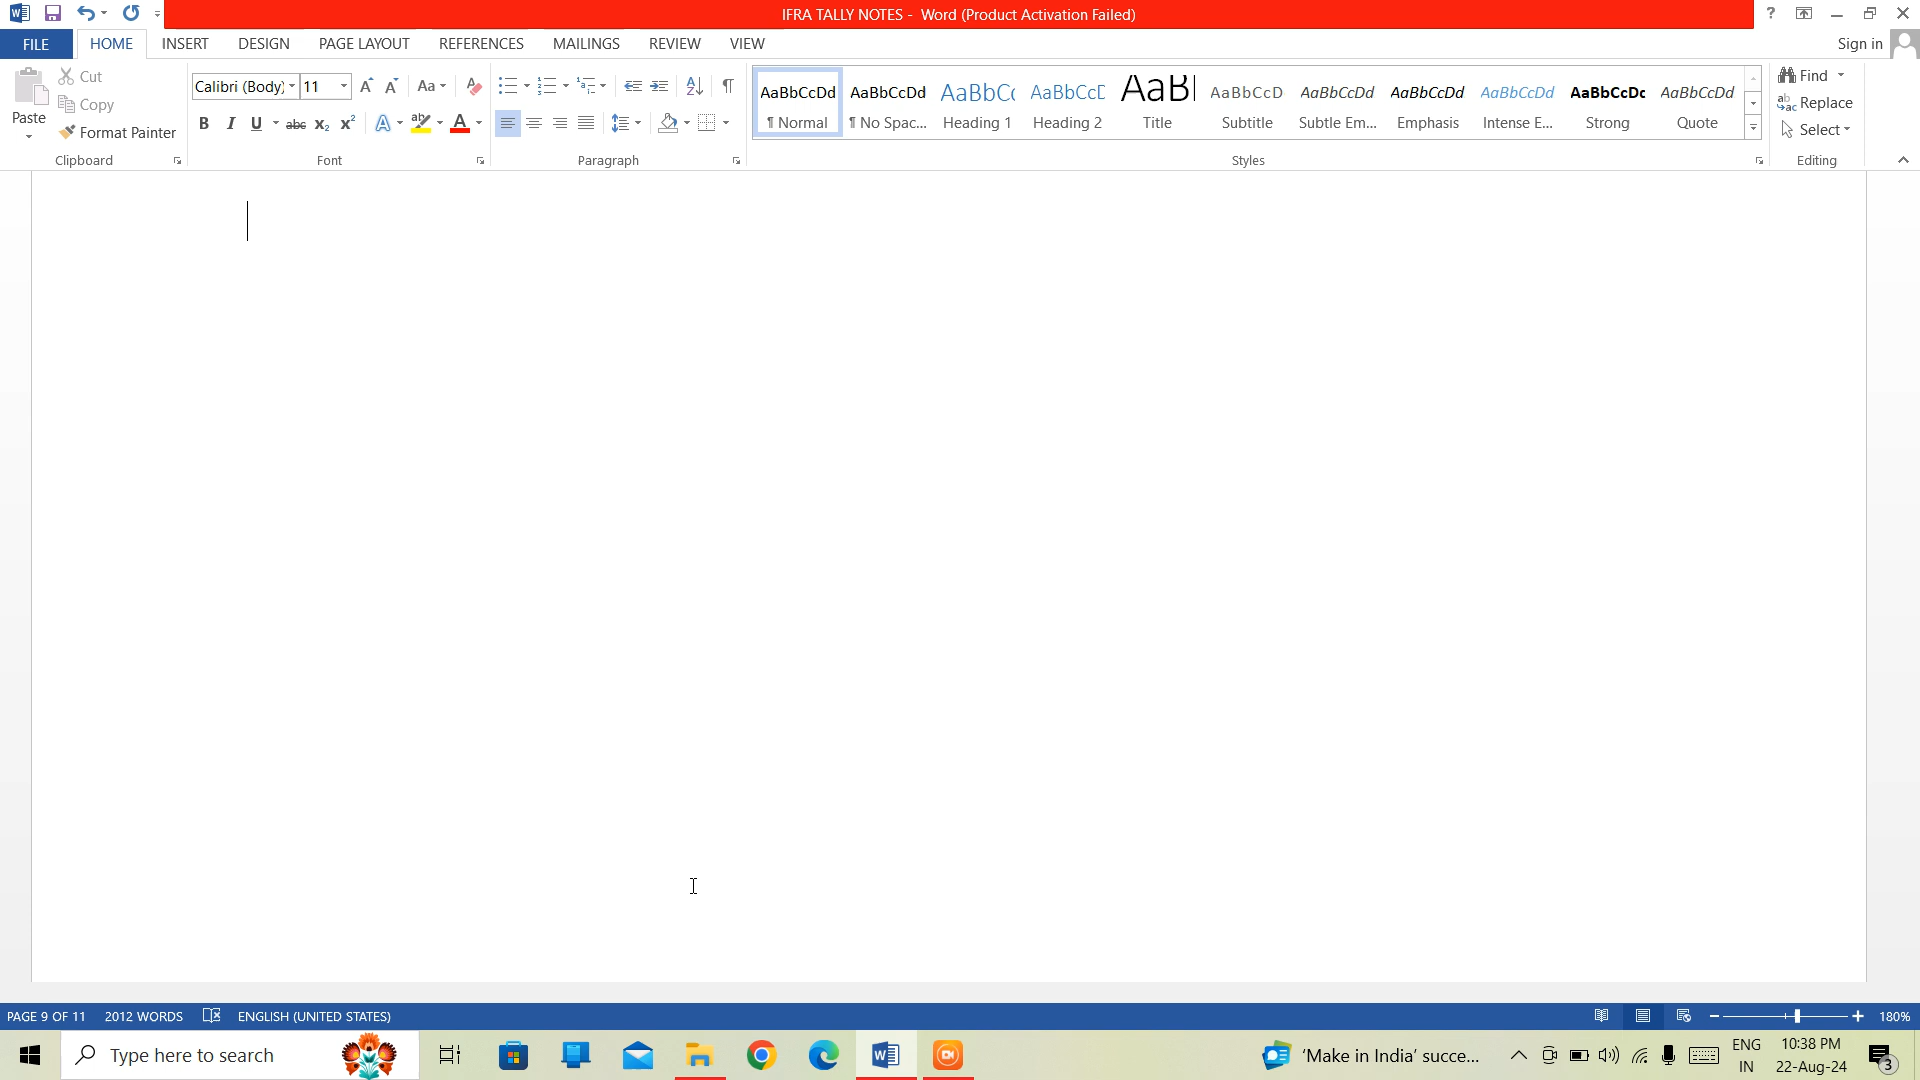 IFRA TALLY NOTES - Word (Product Activation Failed)
?
FILE HOME INSERT DESIGN PAGE LAYOUT REFERENCES MAILINGS REVIEW VIEW Sign in
Paste
Cut
Copy
Format Painter
Clipboard
Calibri (Body) 11 Aa
B I U abc X2 X2 A ab A
Font
Paragraph
AaBbCcDd AaBbCcDd AaBbCc AaBbCcD AaBl AaBbCcD AaBbCcDd AaBbCcDd AaBbCcDd AaBbCcDc AaBbCcDd
¶ Normal ¶ No Spac... Heading 1 Heading 2 Title Subtitle Subtle Em... Emphasis Intense E... Strong Quote
Styles
Find
Replace
Select
Editing
PAGE 9 OF 11 2012 WORDS ENGLISH (UNITED STATES) 180%
Type here to search
'Make in India' succe...
ENG
IN
10:38 PM
22-Aug-24
3